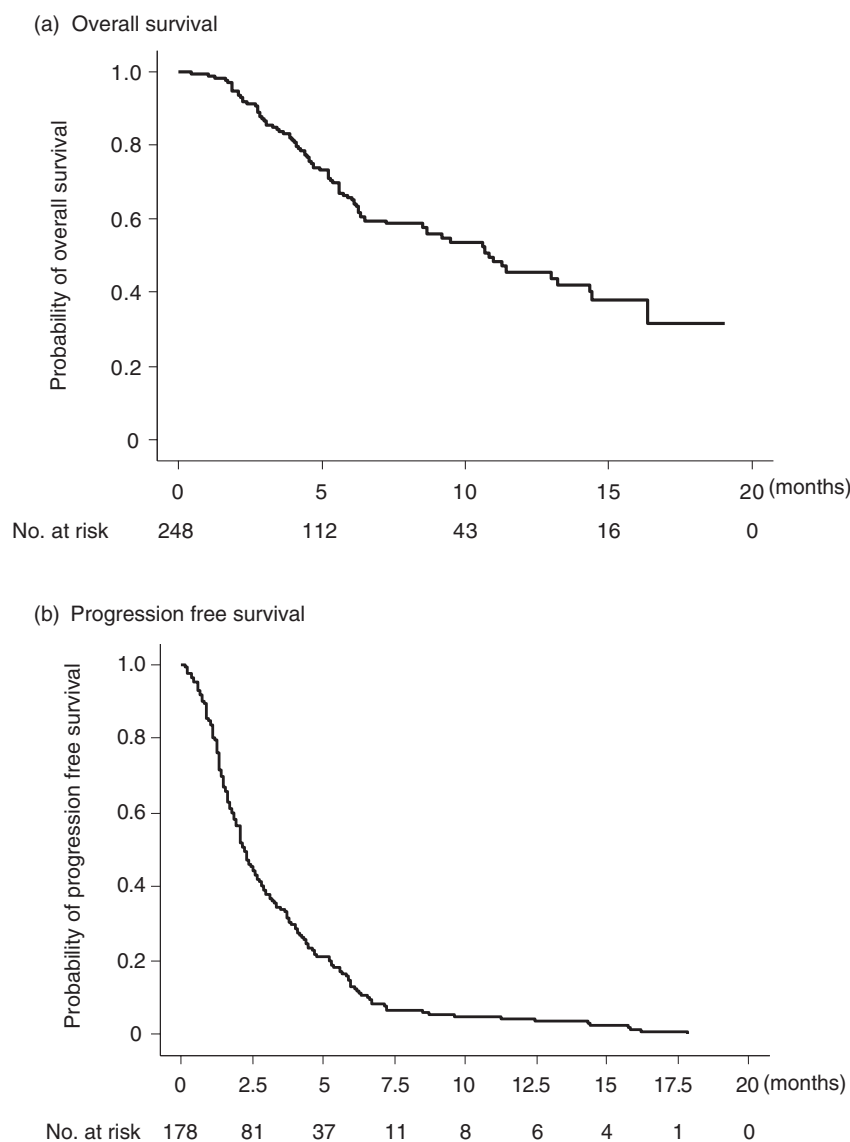 (a) Overall survival
Probability of overall survival
1.0
0.8
0.6
0.4
0.2
0
0 5 10 15 20 (months)
No. at risk 248 112 43 16 0
(b) Progression free survival
Probability of progression free survival
1.0
0.8
0.6
0.4
0.2
0
0 2.5 5 7.5 10 12.5 15 17.5 20 (months)
No. at risk 178 81 37 11 8 6 4 1 0